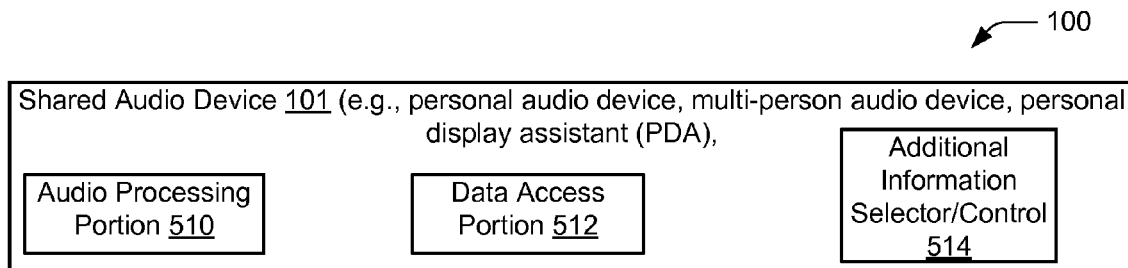 100
Shared Audio Device 101 (e.g., personal audio device, multi-person audio device, personal
display assistant (PDA),
Audio Processing
Portion 510
Data Access
Portion 512
Additional
Information
Selector/Control
514